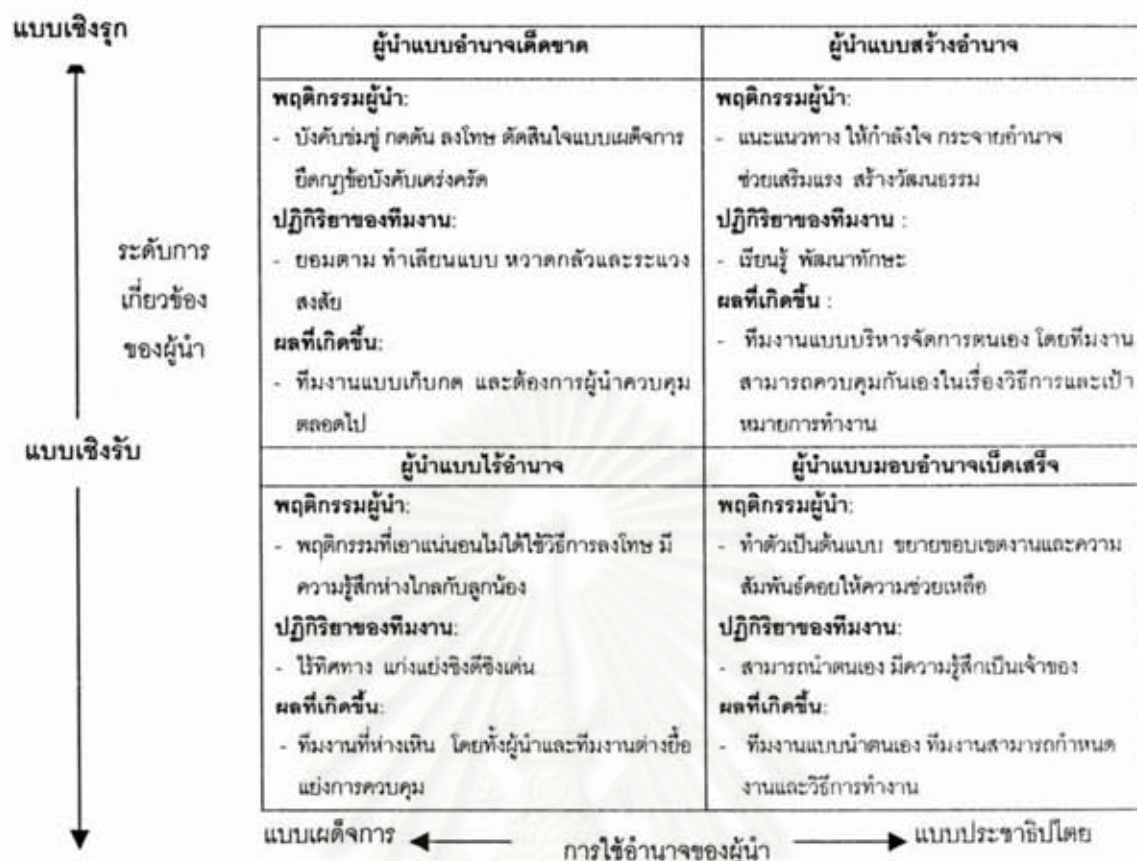 แบบเชิงรุก
ระดับการ
เกี่ยวข้อง
ของผู้นำ
แบบเชิงรับ
ผู้นำแบบอำนาจเด็ดขาด
พฤติกรรมผู้นำ:
- บังคับข่มขู่ กดดัน ลงโทษ ตัดสินใจแบบเผด็จการ
ยึดกฎข้อบังคับเคร่งครัด
ปฏิกิริยาของทีมงาน:
- ยอมตาม ทำเลียนแบบ หวาดกลัวและระแวง
สงสัย
ผลที่เกิดขึ้น:
- ทีมงานแบบเก็บกด และต้องการผู้นำควบคุม
ตลอดไป
ผู้นำแบบสร้างอำนาจ
พฤติกรรมผู้นำ:
- แนะแนวทาง ให้กำลังใจ กระจายอำนาจ
ช่วยเสริมแรง สร้างวัฒนธรรม
ปฏิกิริยาของทีมงาน :
- เรียนรู้ พัฒนาทักษะ
ผลที่เกิดขึ้น :
- ทีมงานแบบบริหารจัดการตนเอง โดยทีมงาน
สามารถควบคุมกันเองในเรื่องวิธีการและเป้า
หมายการทำงาน
ผู้นำแบบไร้อำนาจ
พฤติกรรมผู้นำ:
- พฤติกรรมที่เอาแน่นอนไม่ได้ใช้วิธีการลงโทษ มี
ความรู้สึกห่างไกลกับลูกน้อง
ปฏิกิริยาของทีมงาน:
- ไร้ทิศทาง แก่งแย่งชิงดีชิงเด่น
ผลที่เกิดขึ้น:
- ทีมงานที่ห่างเหิน โดยทั้งผู้นำและทีมงานต่างยื้อ
แย่งการควบคุม
ผู้นำแบบมอบอำนาจเบ็ดเสร็จ
พฤติกรรมผู้นำ:
- ทำตัวเป็นต้นแบบ ขยายขอบเขตงานและความ
สัมพันธ์คอยให้ความช่วยเหลือ
ปฏิกิริยาของทีมงาน:
- สามารถนำตนเอง มีความรู้สึกเป็นเจ้าของ
ผลที่เกิดขึ้น:
- ทีมงานแบบนำตนเอง ทีมงานสามารถกำหนด
งานและวิธีการทำงาน
แบบเผด็จการ การใช้อำนาจของผู้นำ แบบประชาธิปไตย